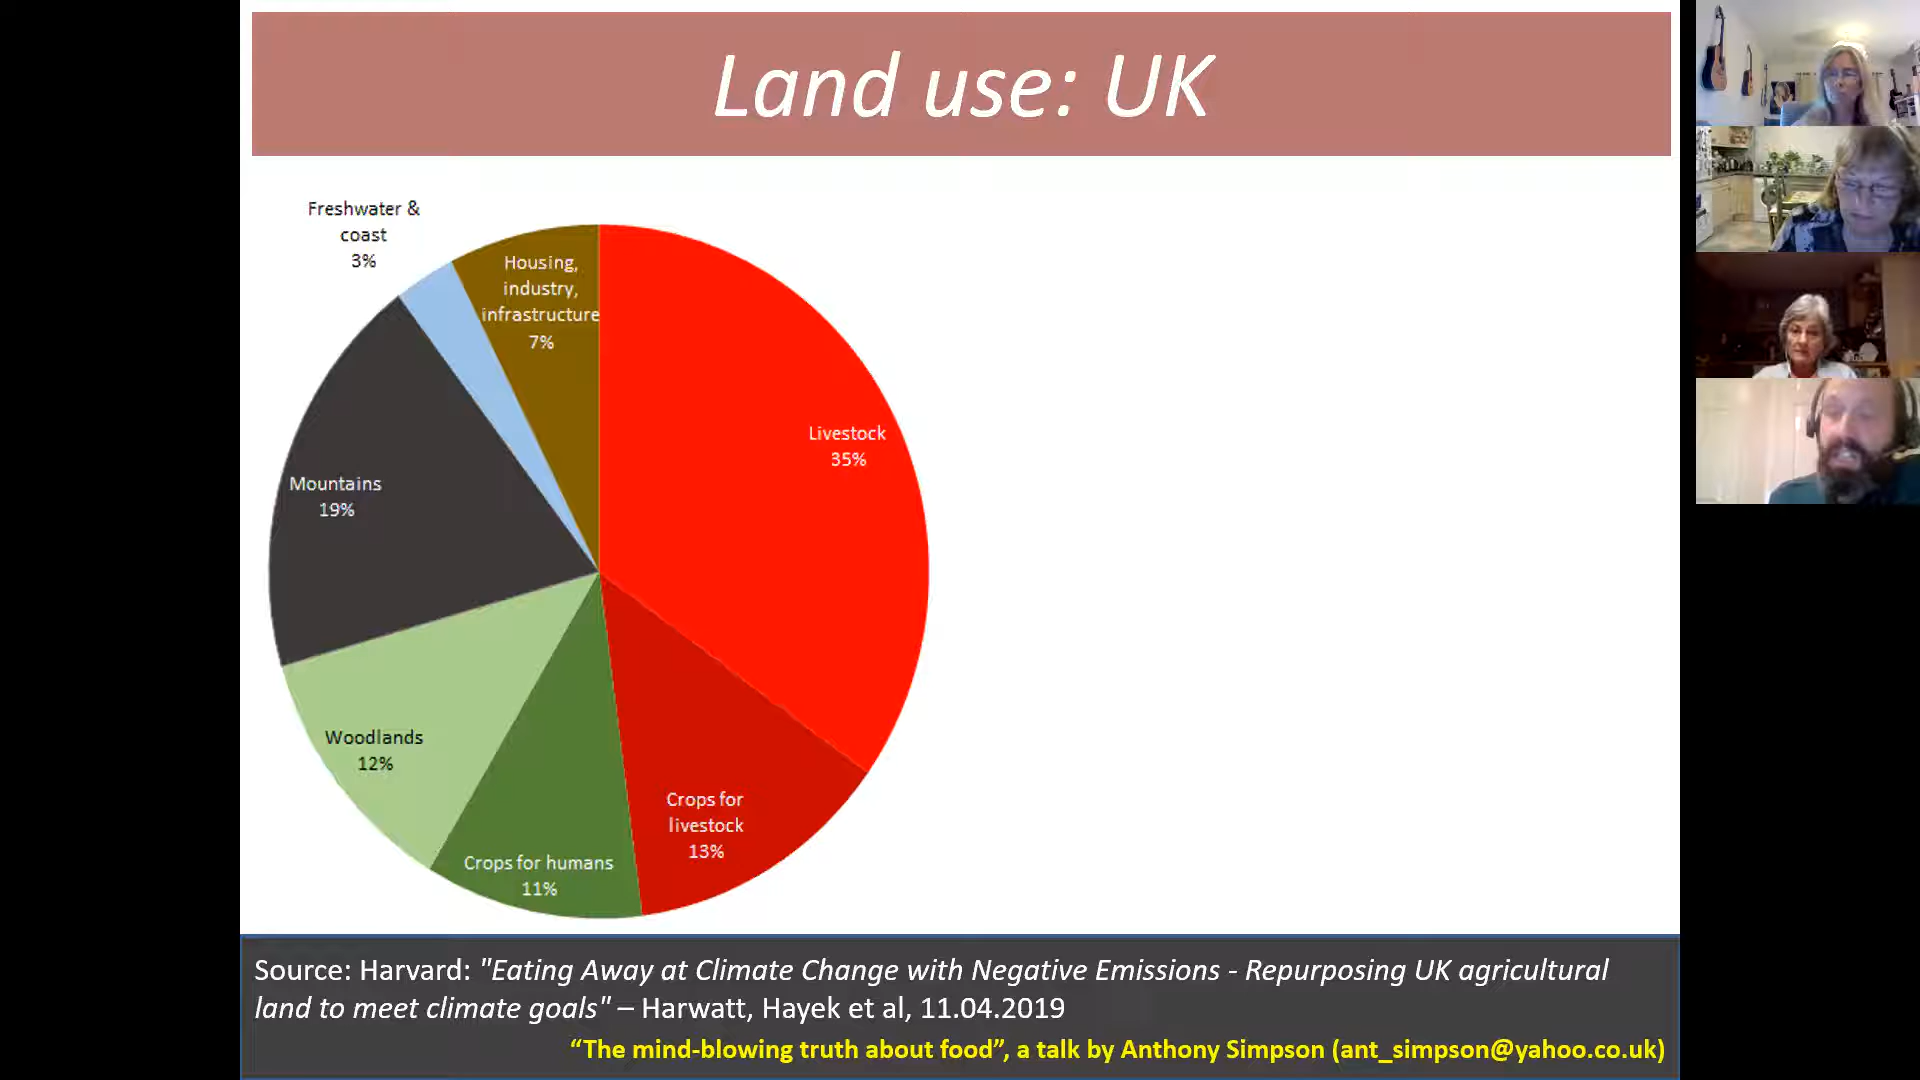 Land use: UK
Freshwater &
coast
3%
Housing,
industry,
infrastructure
7%
Livestock
35%
Mountains
19%
Woodlands
12%
Crops for
livestock
13%
Crops for humans
11%
Source: Harvard: "Eating Away at Climate Change with Negative Emissions - Repurposing UK agricultural
land to meet climate goals" – Harwatt, Hayek et al, 11.04.2019
“The mind-blowing truth about food”, a talk by Anthony Simpson (ant_simpson@yahoo.co.uk)